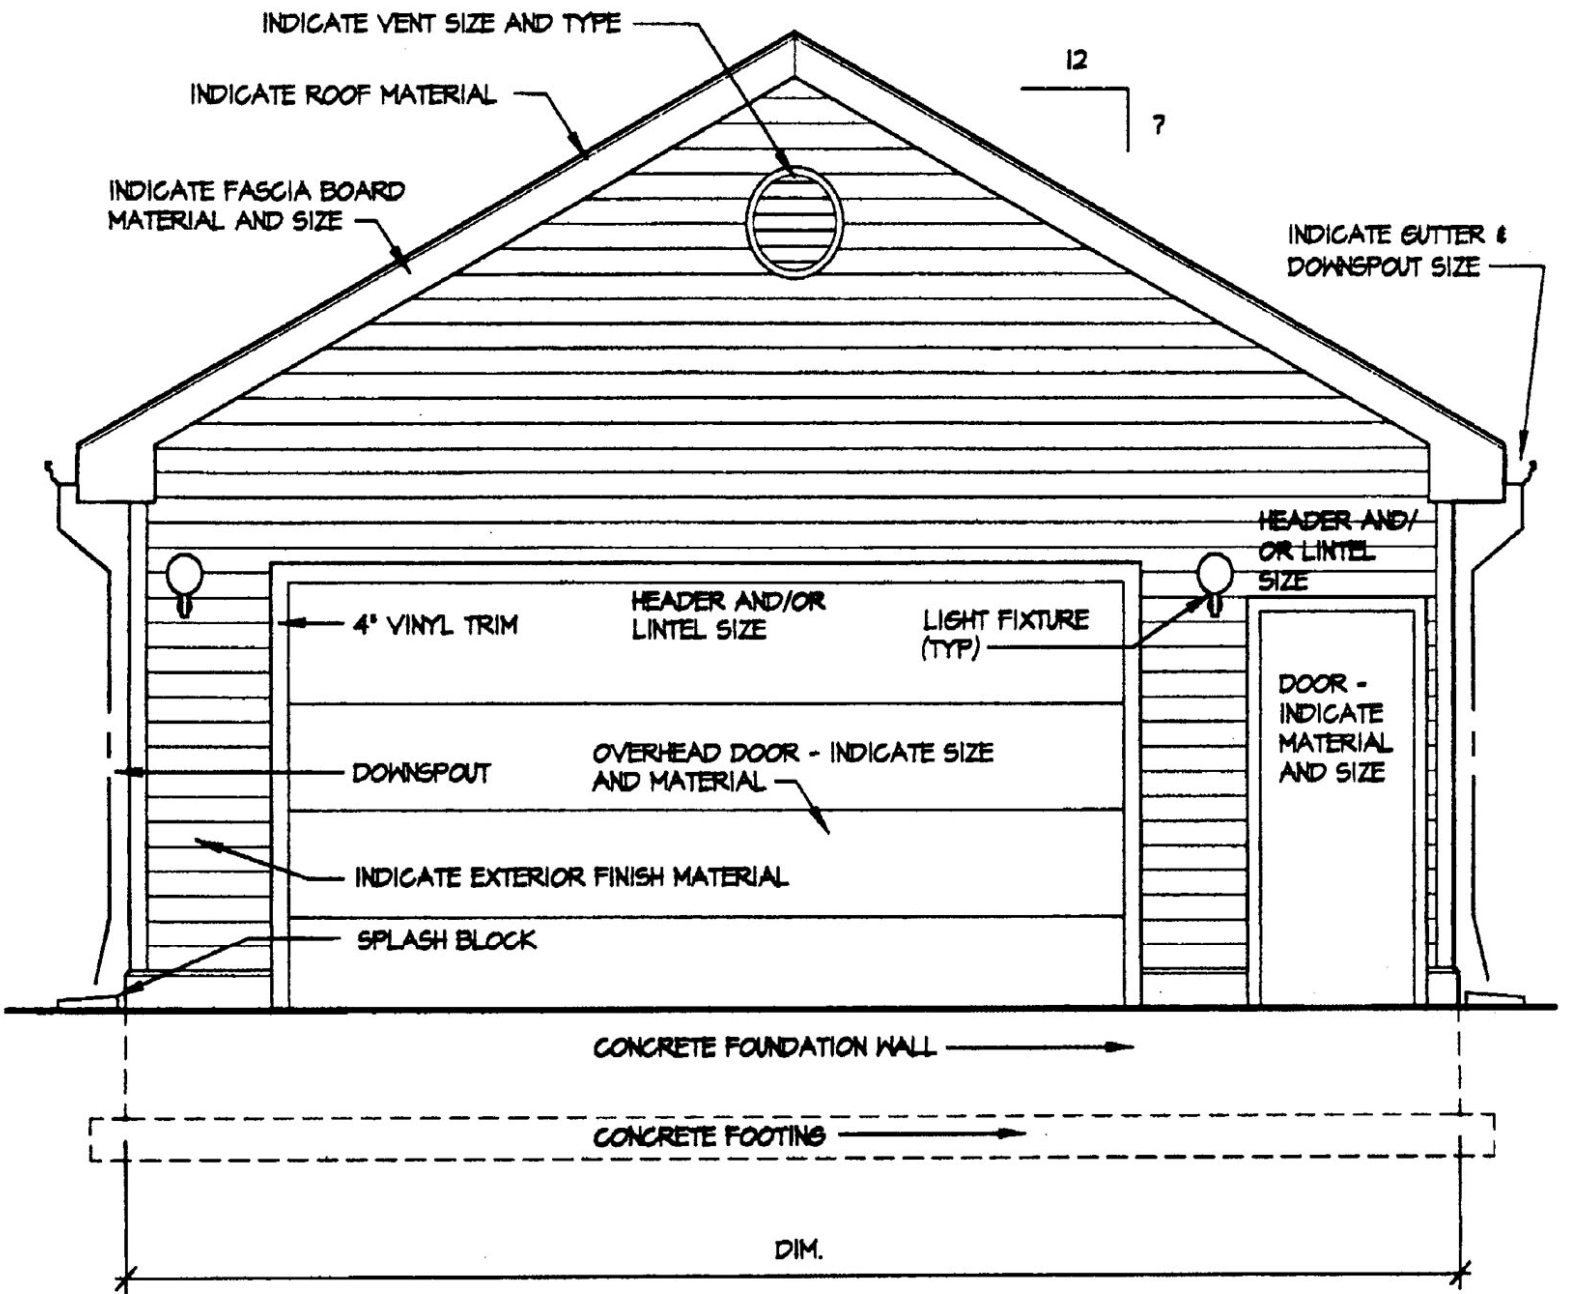 INDICATE VENT SIZE AND TYPE
12
7
INDICATE ROOF MATERIAL
INDICATE FASCIA BOARD
MATERIAL AND SIZE
INDICATE GUTTER &
DOWNSPOUT SIZE
HEADER AND/
OR LINTEL
SIZE
4" VINYL TRIM
HEADER AND/OR
LINTEL SIZE
LIGHT FIXTURE
(TYP)
DOOR -
INDICATE
MATERIAL
AND SIZE
DOWNSPOUT
OVERHEAD DOOR - INDICATE SIZE
AND MATERIAL
INDICATE EXTERIOR FINISH MATERIAL
SPLASH BLOCK
CONCRETE FOUNDATION WALL
CONCRETE FOOTING
DIM.